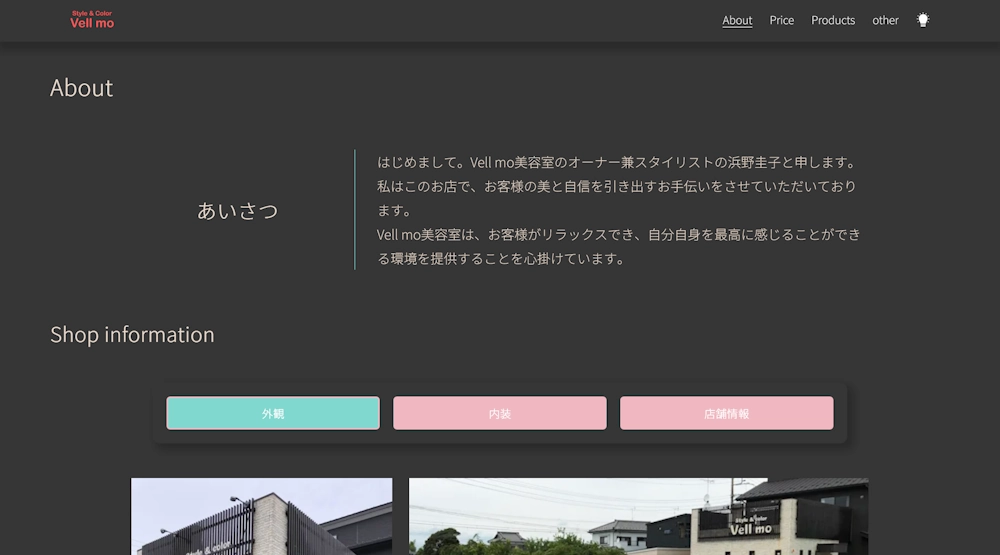 Style & Color
Vell mo
About Price Products other
About
あいさつ
はじめまして。Vell mo美容室のオーナー兼スタイリストの浜野圭子と申します。
私はこのお店で、お客様の美と自信を引き出すお手伝いをさせていただいており
ます。
Vell mo美容室は、お客様がリラックスでき、自分自身を最高に感じることができ
る環境を提供することを心掛けています。
Shop information
外観 内装 店舗情報
Style & color
Style & Color
Vell mo